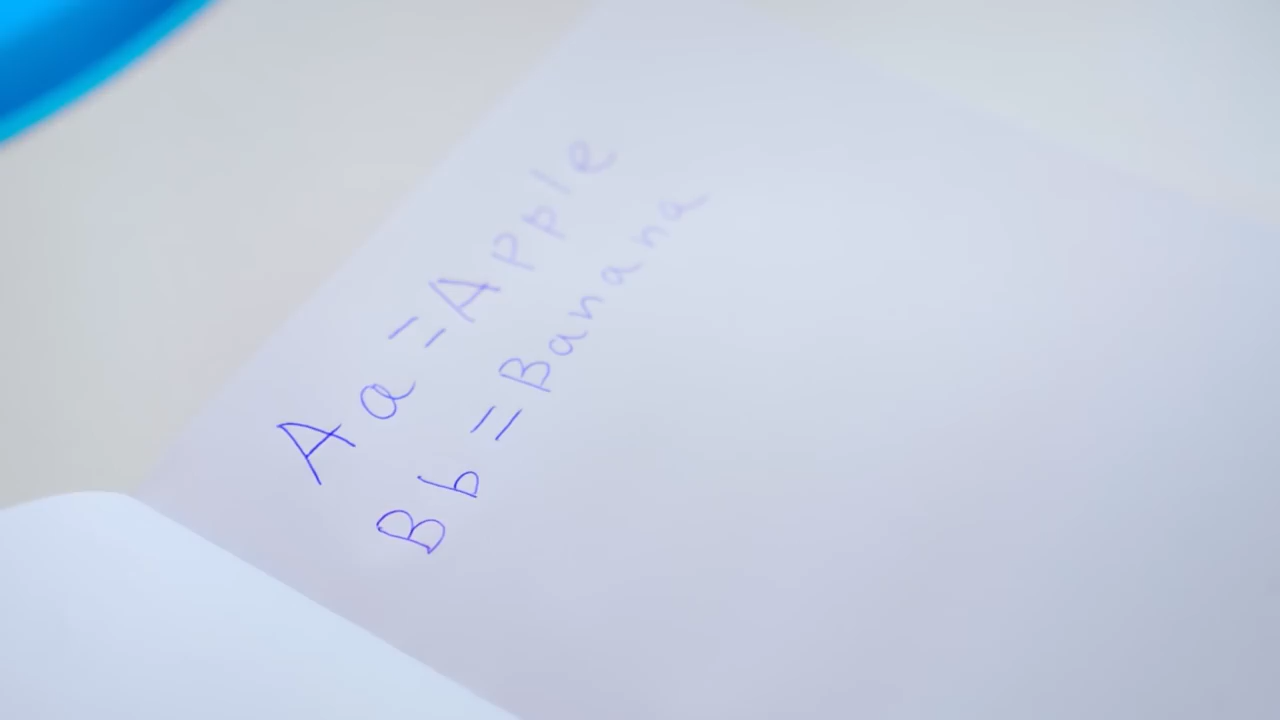 Aa = Apple
Bb = Banana